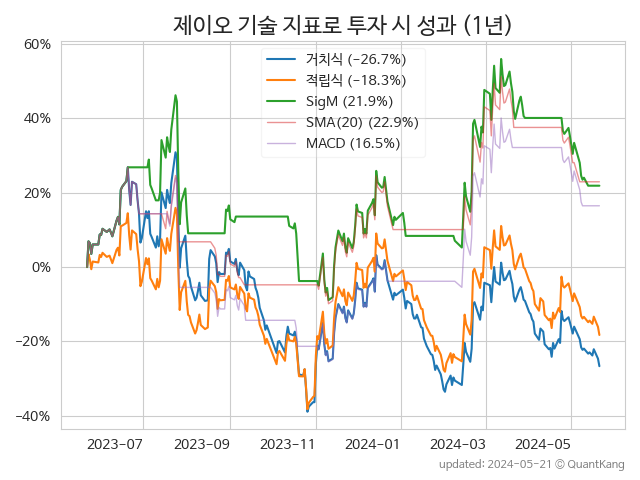 제이오 기술 지표로 투자 시 성과 (1년)
60%
40%
20%
0%
−20%
−40%
거치식 (−26.7%)
적립식 (−18.3%)
SigM (21.9%)
SMA(20) (22.9%)
MACD (16.5%)
2023-07 2023-09 2023-11 2024-01 2024-03 2024-05
updated: 2024-05-21 © QuantKang